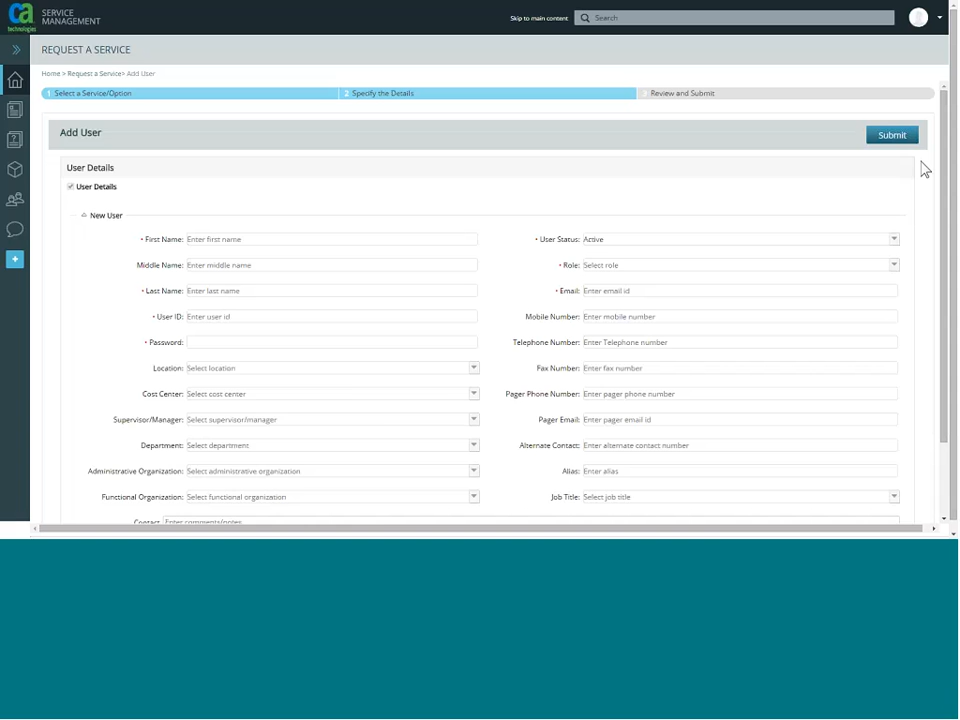 ca
technologies
SERVICE
MANAGEMENT
Skip to main content
Search
REQUEST A SERVICE
Home > Request a Service> Add User
1 Select a Service/Option
2 Specify the Details
Review and Submit
Add User
Submit
User Details
User Details
New User
• First Name: Enter first name
• User Status: Active
Middle Name: Enter middle name
• Role: Select role
• Last Name: Enter last name
• Email: Enter email id
• User ID: Enter user id
Mobile Number: Enter mobile number
• Password:
Telephone Number: Enter Telephone number
Location: Select location
Fax Number: Enter fax number
Cost Center: Select cost center
Pager Phone Number: Enter pager phone number
Supervisor/Manager: Select supervisor/manager
Pager Email: Enter pager email id
Department: Select department
Alternate Contact: Enter alternate contact number
Administrative Organization: Select administrative organization
Alias: Enter alias
Functional Organization: Select functional organization
Job Title: Select job title
Contact Enter comments/notes